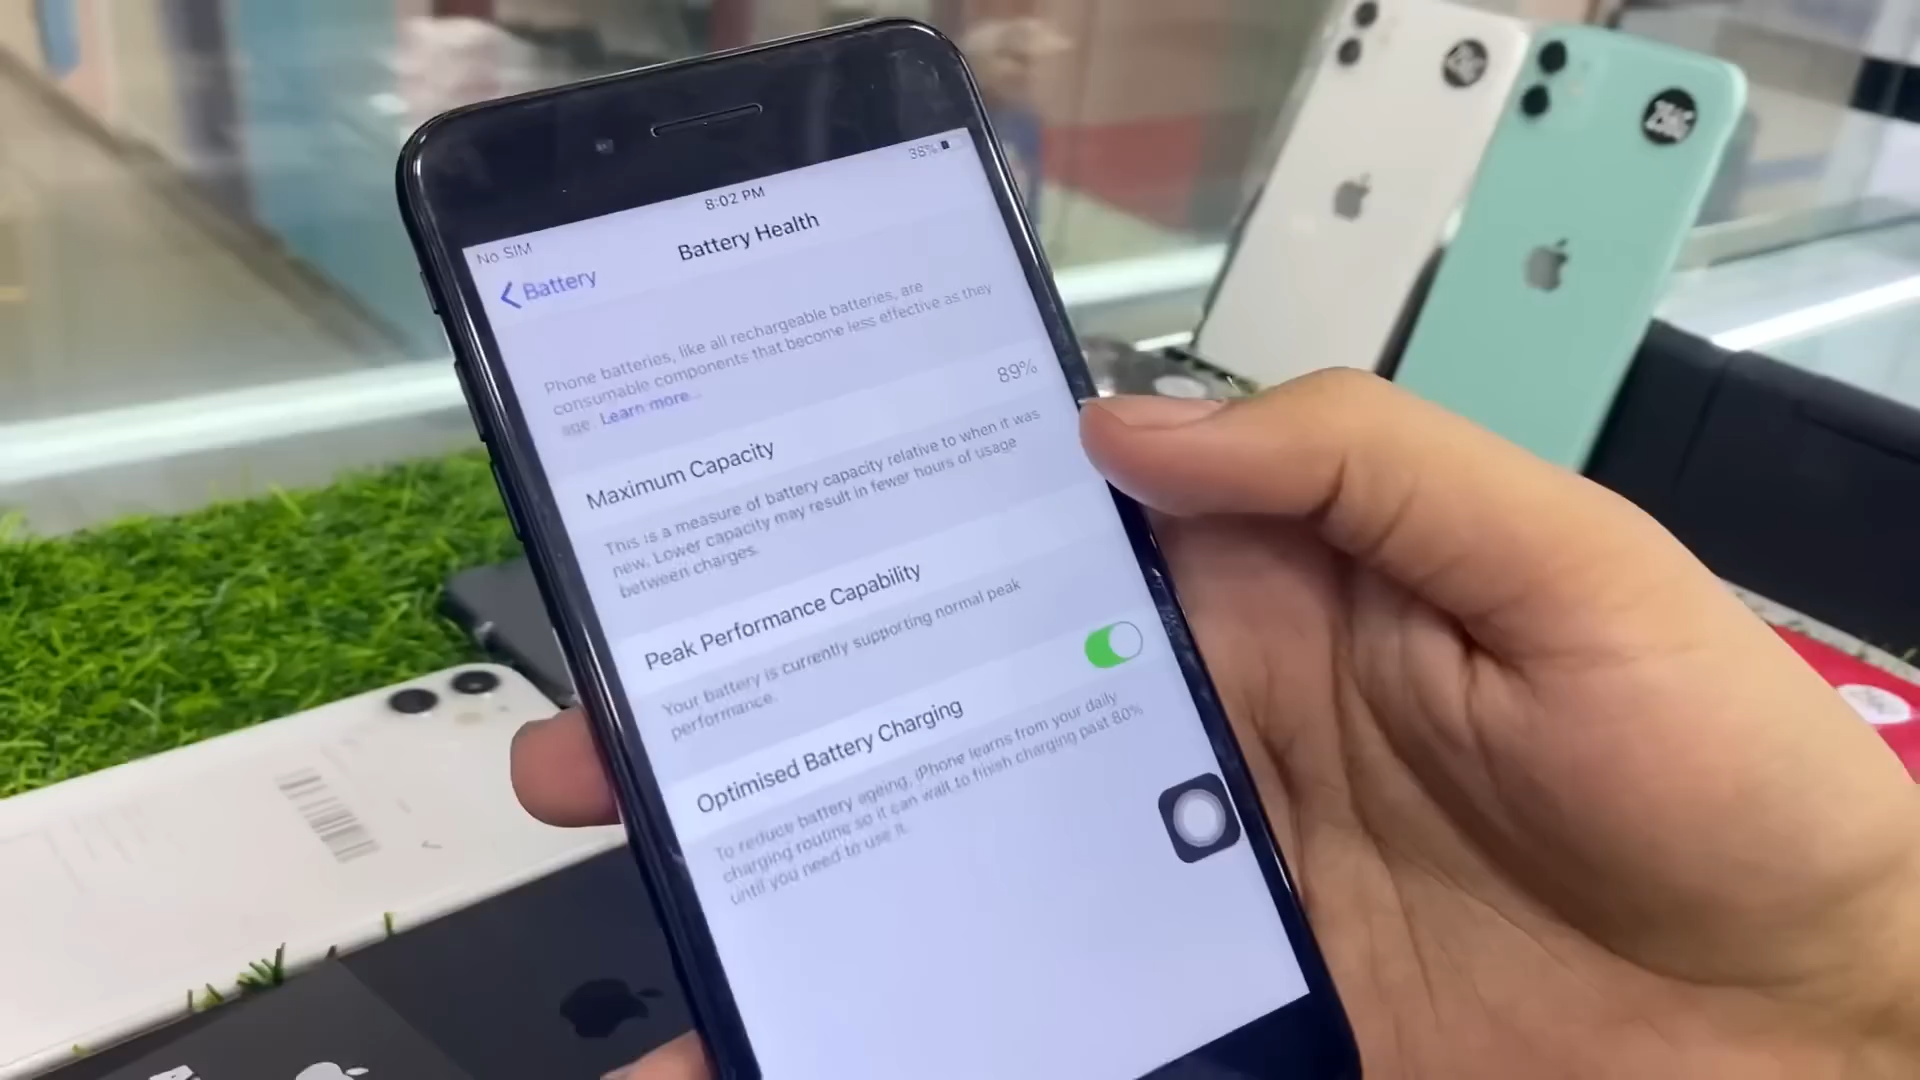 No SIM
8:02 PM
38%
Battery
Battery Health
Phone batteries, like all rechargeable batteries, are
consumable components that become less effective as they
age. Learn more...
Maximum Capacity
89%
This is a measure of battery capacity relative to when it was
new. Lower capacity may result in fewer hours of usage
between charges.
Peak Performance Capability
Your battery is currently supporting normal peak
performance.
Optimised Battery Charging
To reduce battery ageing, iPhone learns from your daily
charging routine so it can wait to finish charging past 80%
until you need to use it.